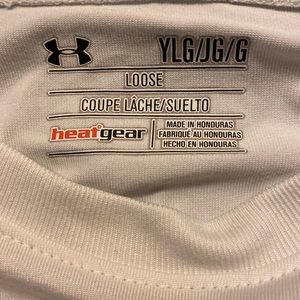 YLG/JG/G
LOOSE
COUPE LÂCHE/SUELTO
heatgear
MADE IN HONDURAS
FABRIQUÉ AU HONDURAS
HECHO EN HONDURAS